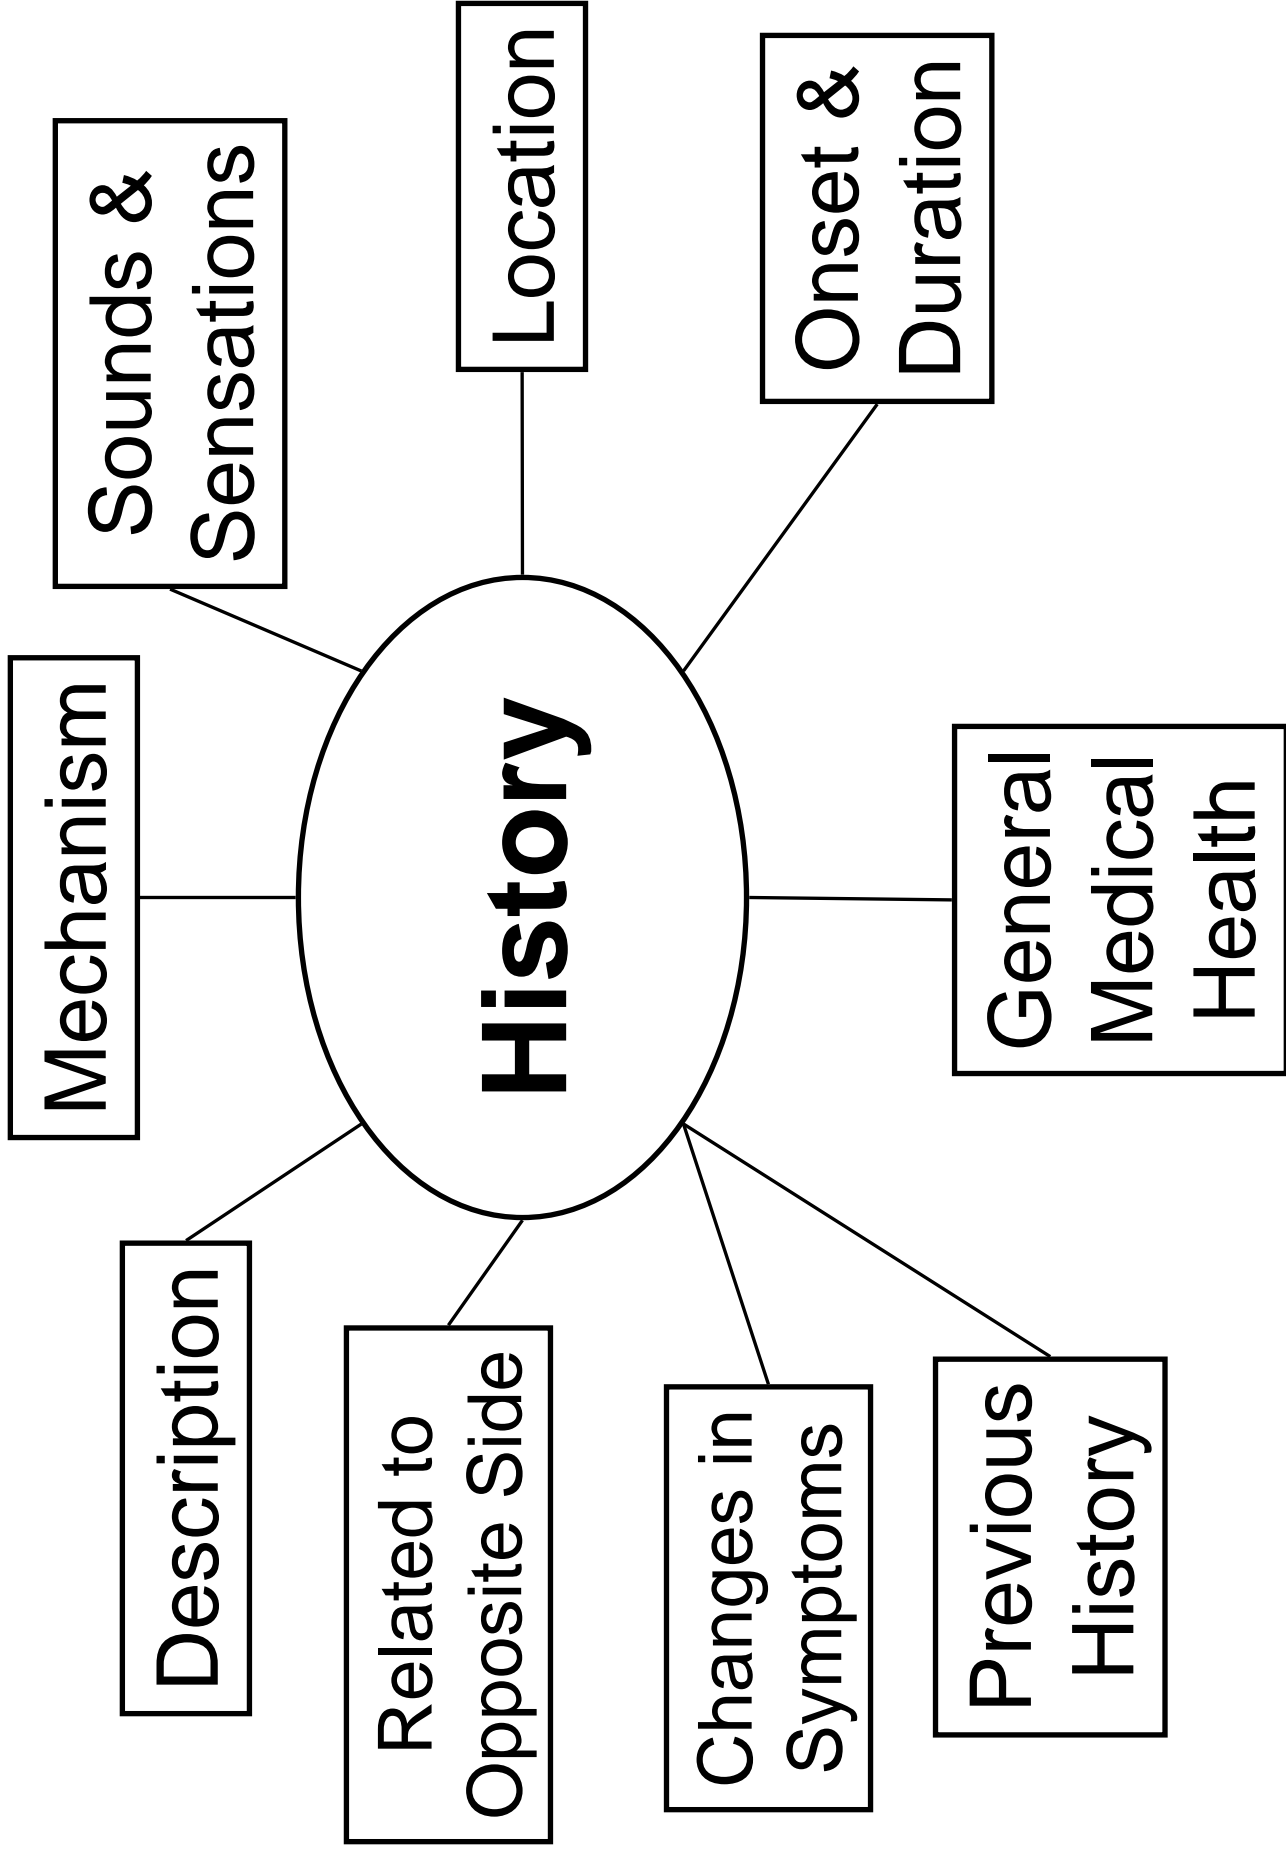 Mechanism
Description
Sounds &
Sensations
Related to
Opposite Side
History
Location
Changes in
Symptoms
Onset &
Duration
Previous
History
General
Medical
Health